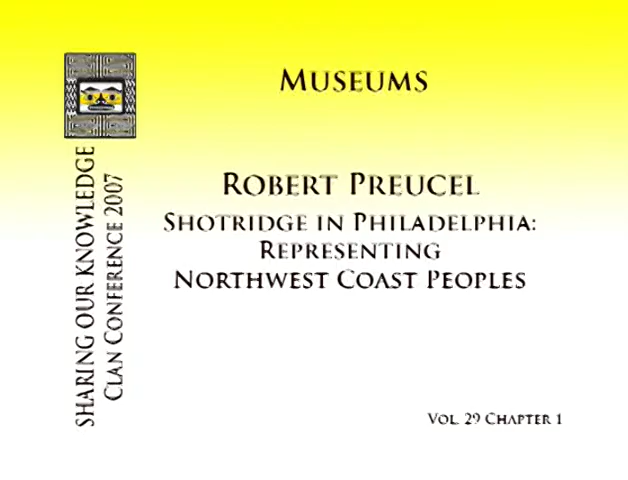 Museums
Robert Preucel
Shotridge in Philadelphia:
Representing
Northwest Coast Peoples
Sharing Our Knowledge
Clan Conference 2007
Vol. 29 Chapter 1